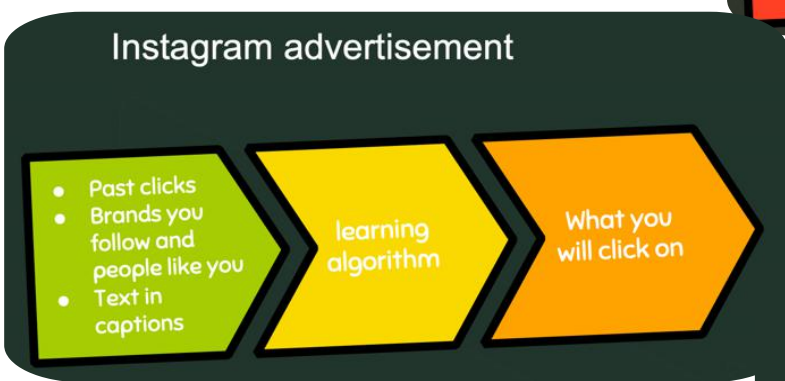 Instagram advertisement
● Past clicks
● Brands you
follow and
people like you
● Text in
captions
learning
algorithm
What you
will click on